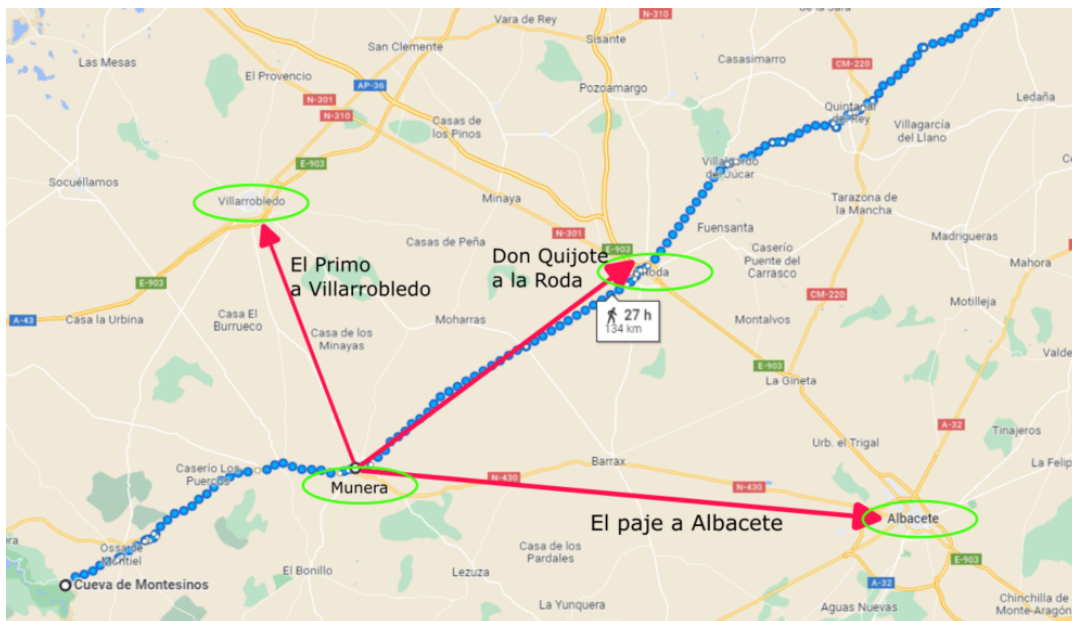 Vara de Rey
N-310
de la Sara
San Clemente
Sisante
Las Mesas
Casasimarro
CM-220
El Provencio
AP-36
Pozoamargo
Ledaña
N-301
N-310
Quintanar
del Rey
Casas de
los Pinos
Villagarcía
del Llano
E-903
Villalgordo
del Júcar
Socuéllamos
Villarrobledo
Minaya
Tarazona de
la Mancha
N-301
Fuensanta
Madrigueras
Casas de Peña
E-903
Caserío
Puente del
Carrasco
Mahora
El Primo
a Villarrobledo
Don Quijote
a la Roda
Roda
27 h
134 km
CM-220
Motilleja
A-43
Casa la Urbina
Casa El
Burrueco
Casa de los
Minayas
Moharras
Montalvos
E-903
La Gineta
A-32
Tinajeros
Urb. el Trigal
Caserío Los
Puercos
Barrax
La Felip
Munera
N-430
N-430
El paje a Albacete
Albacete
Ossa de
Montiel
Casa de los
Pardales
E-903
Cueva de Montesinos
El Bonillo
Lezuza
A-32
Chinchilla de
Monte-Aragón
La Yunquera
Aguas Nuevas